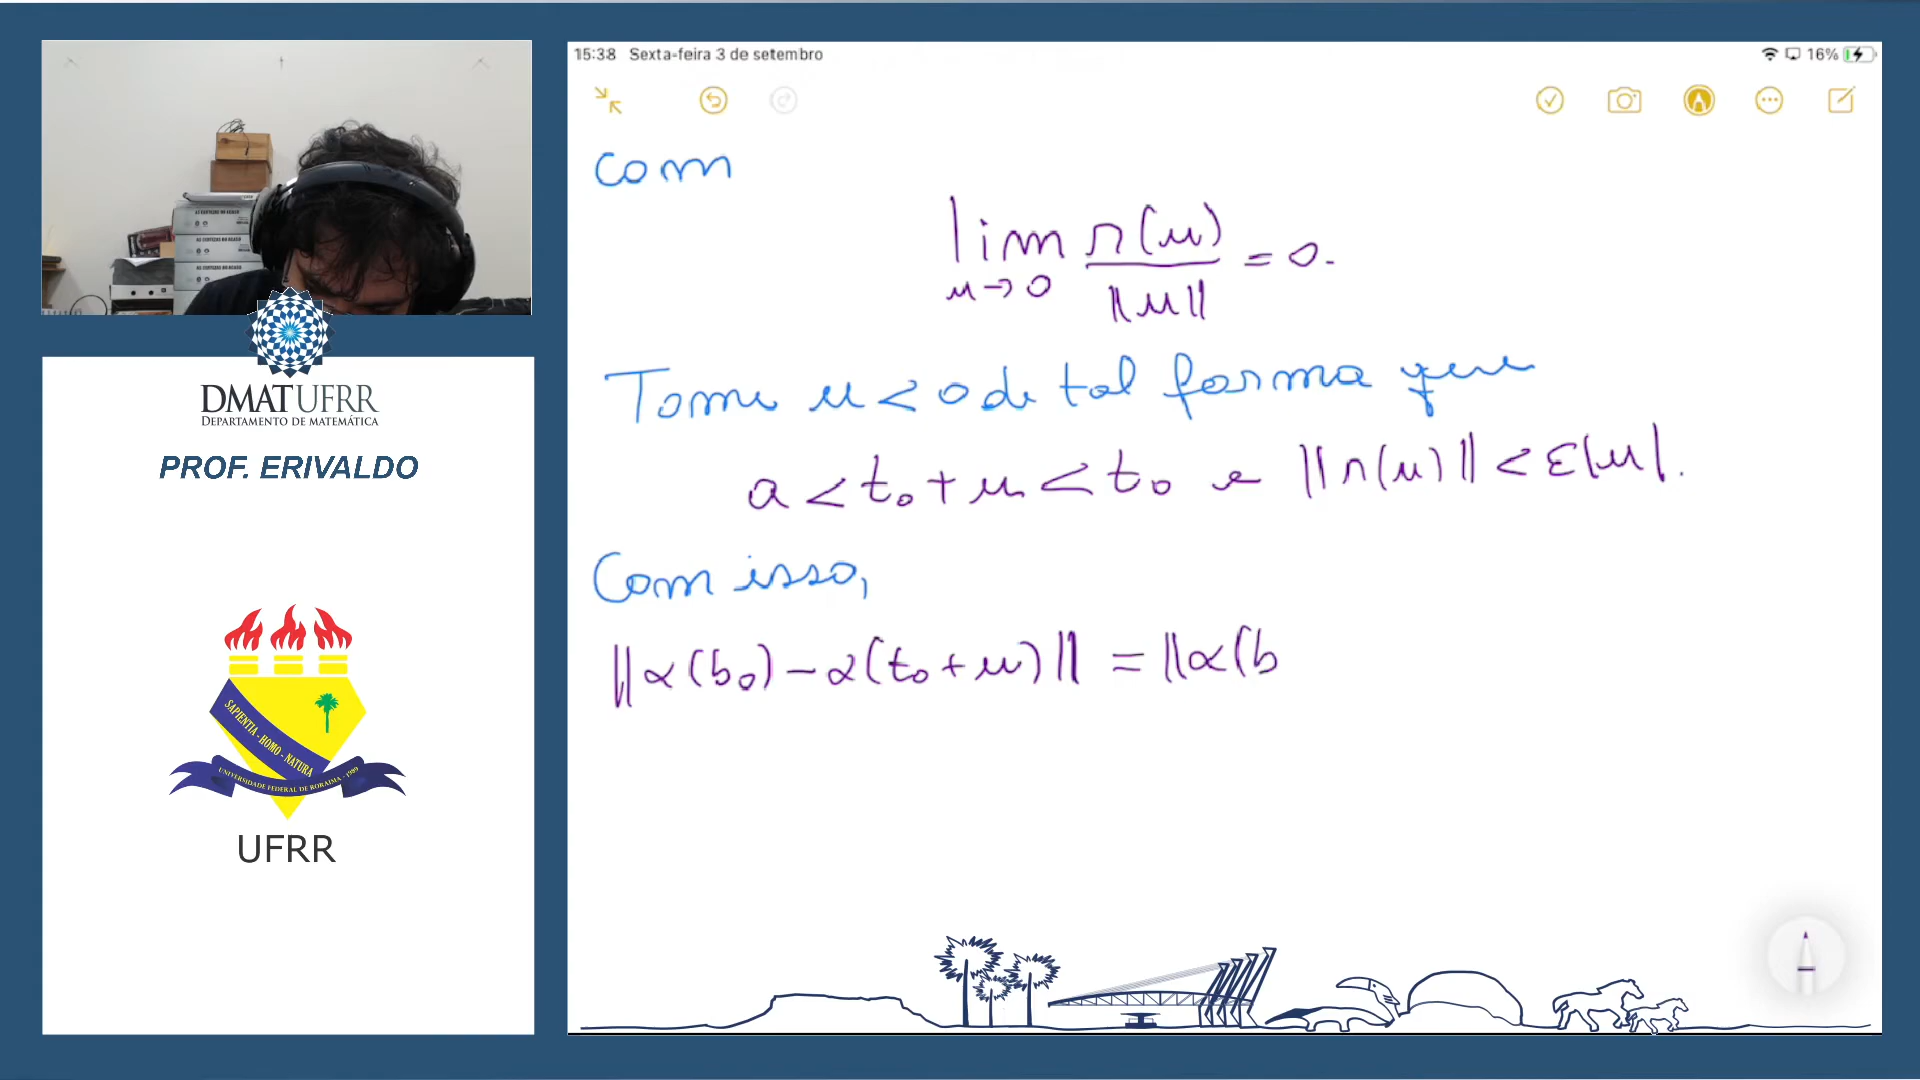 15:38 Sexta-feira 3 de setembro 16%
com
lim r(u)
u→0 ‖u‖ = 0.
Tome u < 0 de tal forma que
a < t₀ + u < t₀ e ‖r(u)‖ < ε|u|.
Com isso,
‖α(b₀) − α(t₀ + u)‖ = ‖α(b
DMATUFRR
DEPARTAMENTO DE MATEMÁTICA
PROF. ERIVALDO
SAPIENTIA - HOMO - NATURA
UNIVERSIDADE FEDERAL DE RORAIMA - 1989
UFRR